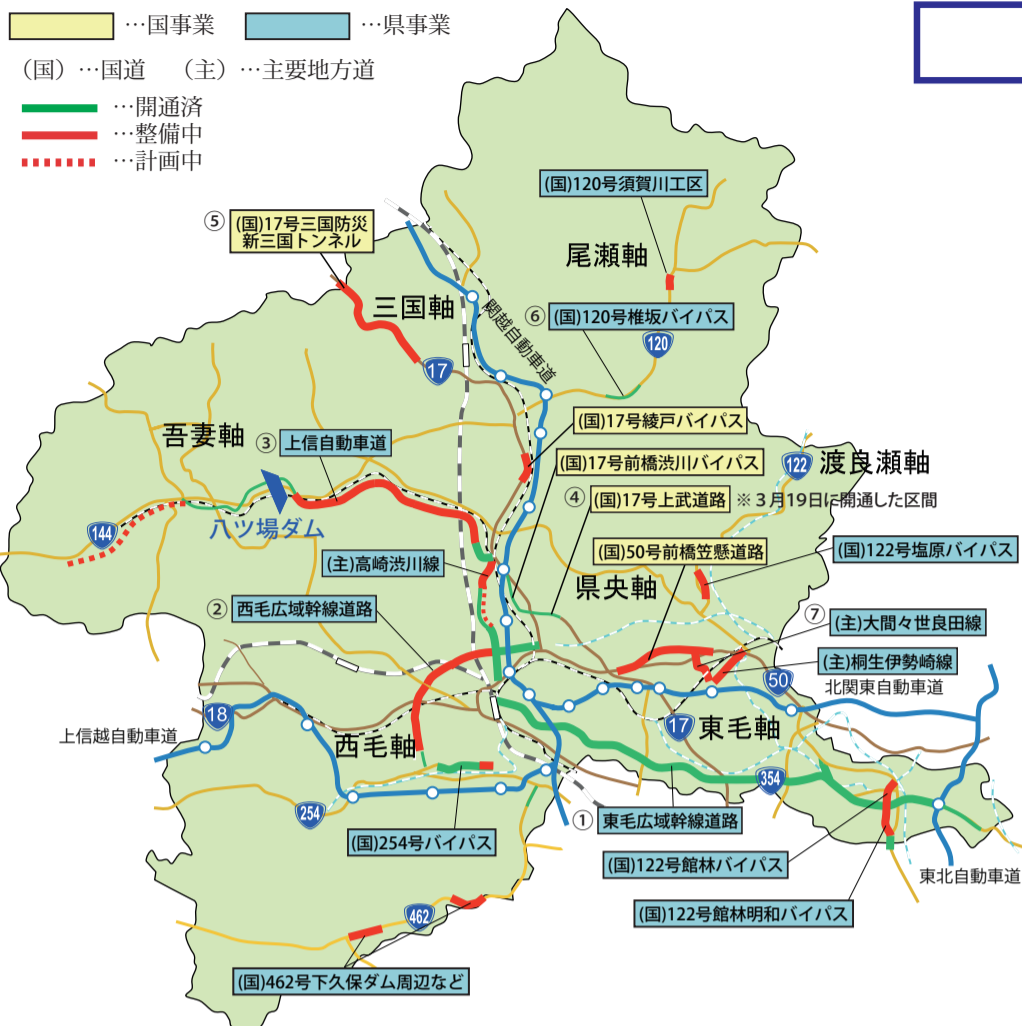 …国事業
…県事業
（国）…国道　（主）…主要地方道
…開通済
…整備中
…計画中
(国)120号須賀川工区
⑤
(国)17号三国防災
新三国トンネル
尾瀬軸
三国軸
関越自動車道
⑥
(国)120号椎坂バイパス
120
17
(国)17号綾戸バイパス
吾妻軸
③
上信自動車道
(国)17号前橋渋川バイパス
122
渡良瀬軸
④
(国)17号上武道路
※３月19日に開通した区間
八ツ場ダム
144
(国)50号前橋笠懸道路
(国)122号塩原バイパス
(主)高崎渋川線
県央軸
②
西毛広域幹線道路
⑦
(主)大間々世良田線
(主)桐生伊勢崎線
50
北関東自動車道
18
上信越自動車道
17
東毛軸
西毛軸
354
254
①
東毛広域幹線道路
(国)254号バイパス
(国)122号館林バイパス
東北自動車道
462
(国)122号館林明和バイパス
(国)462号下久保ダム周辺など